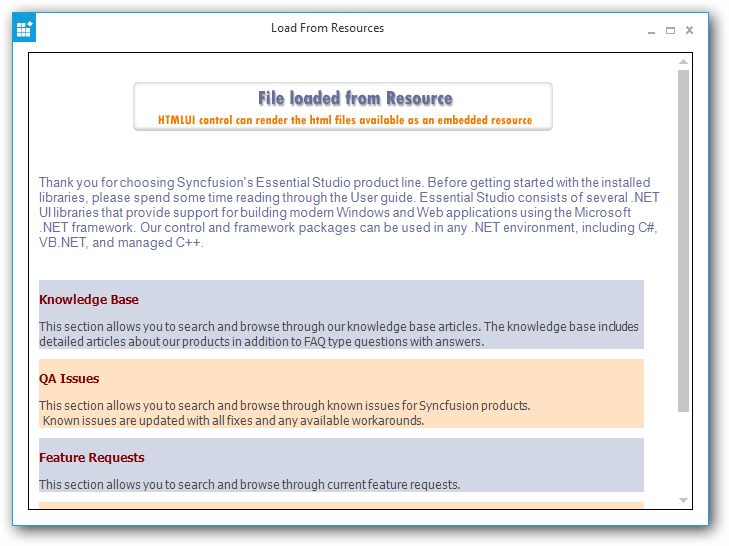 Load From Resources
File loaded from Resource
HTMLUI control can render the html files available as an embedded resource
Thank you for choosing Syncfusion's Essential Studio product line. Before getting started with the installed
libraries, please spend some time reading through the User guide. Essential Studio consists of several .NET
UI libraries that provide support for building modern Windows and Web applications using the Microsoft
.NET framework. Our control and framework packages can be used in any .NET environment, including C#,
VB.NET, and managed C++.
Knowledge Base
This section allows you to search and browse through our knowledge base articles. The knowledge base includes
detailed articles about our products in addition to FAQ type questions with answers.
QA Issues
This section allows you to search and browse through known issues for Syncfusion products.
Known issues are updated with all fixes and any available workarounds.
Feature Requests
This section allows you to search and browse through current feature requests.